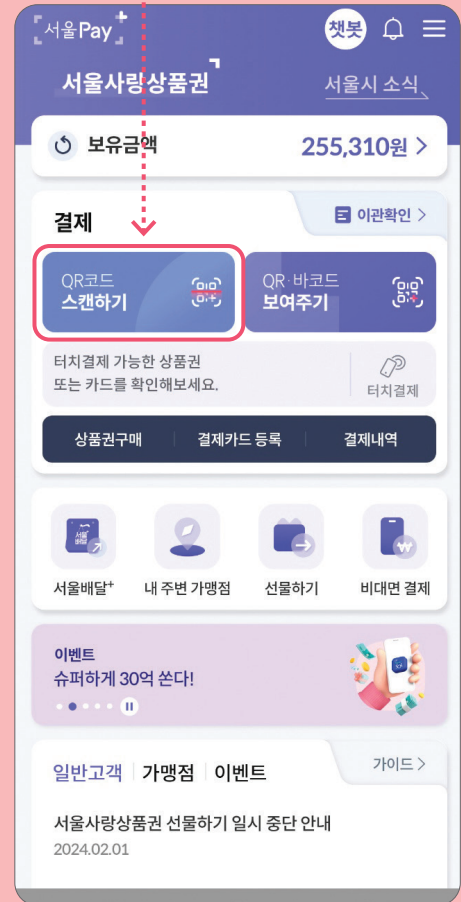 서울Pay+
챗봇
서울사랑상품권
서울시 소식
보유금액
255,310원 >
결제
이관확인 >
QR코드
스캔하기
QR·바코드
보여주기
터치결제 가능한 상품권
또는 카드를 확인해보세요.
터치결제
상품권구매
결제카드 등록
결제내역
서울배달+
내 주변 가맹점
선물하기
비대면 결제
이벤트
슈퍼하게 30억 쏜다!
일반고객
가맹점
이벤트
가이드 >
서울사랑상품권 선물하기 일시 중단 안내
2024.02.01